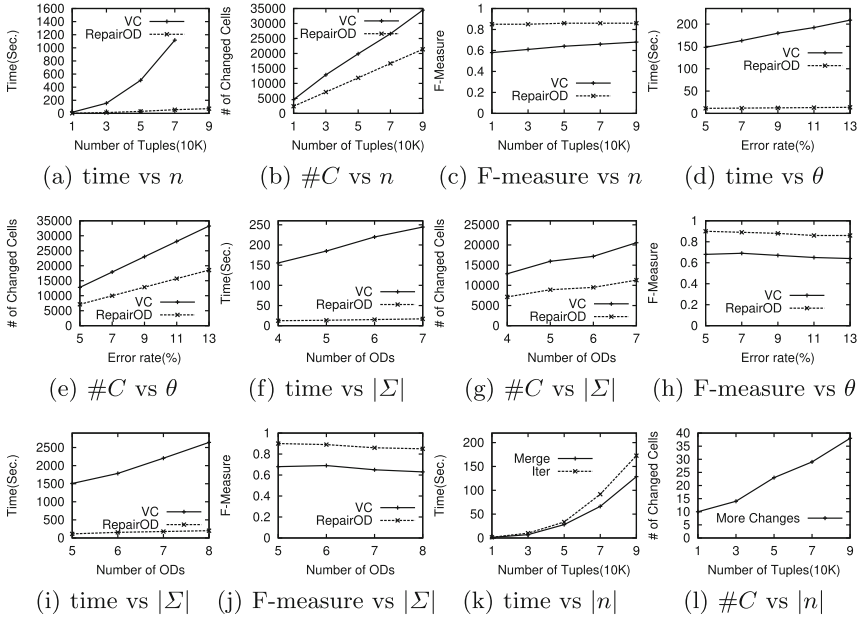 Time(Sec.)
1600
1400
1200
1000
800
600
400
200
0
VC
RepairOD
1 3 5 7 9
Number of Tuples(10K)
(a) time vs n
# of Changed Cells
35000
30000
25000
20000
15000
10000
5000
VC
RepairOD
1 3 5 7 9
Number of Tuples(10K)
(b) #C vs n
F-Measure
1
0.8
0.6
0.4
0.2
0
VC
RepairOD
1 3 5 7 9
Number of Tuples(10K)
(c) F-measure vs n
Time(Sec.)
200
150
100
50
0
VC
RepairOD
5 7 9 11 13
Error rate(%)
(d) time vs θ
# of Changed Cells
35000
30000
25000
20000
15000
10000
5000
0
VC
RepairOD
5 7 9 11 13
Error rate(%)
(e) #C vs θ
Time(Sec.)
250
200
150
100
50
0
VC
RepairOD
4 5 6 7
Number of ODs
(f) time vs |Σ|
# of Changed Cells
25000
20000
15000
10000
5000
0
VC
RepairOD
4 5 6 7
Number of ODs
(g) #C vs |Σ|
F-Measure
1
0.8
0.6
0.4
0.2
0
VC
RepairOD
5 7 9 11 13
Error rate(%)
(h) F-measure vs θ
Time(Sec.)
2500
2000
1500
1000
500
0
VC
RepairOD
5 6 7 8
Number of ODs
(i) time vs |Σ|
F-Measure
1
0.8
0.6
0.4
0.2
0
VC
RepairOD
5 6 7 8
Number of ODs
(j) F-measure vs |Σ|
Time(Sec.)
200
150
100
50
0
Merge
Iter
1 3 5 7 9
Number of Tuples(10K)
(k) time vs |n|
# of Changed Cells
40
35
30
25
20
15
10
5
0
More Changes
1 3 5 7 9
Number of Tuples(10K)
(l) #C vs |n|